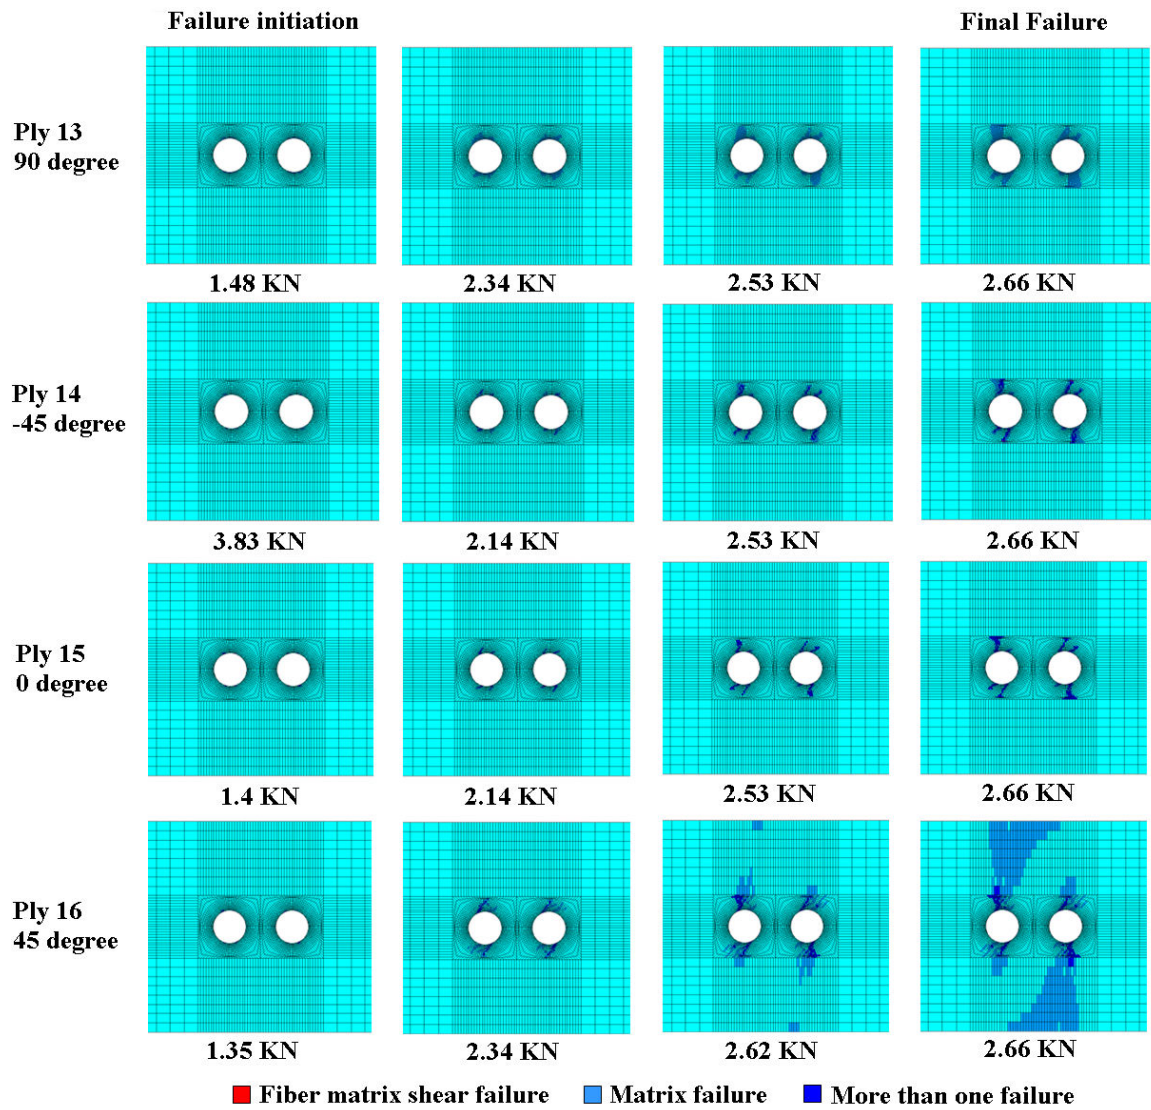 Failure initiation
Final Failure
Ply 13
90 degree
1.48 KN
2.34 KN
2.53 KN
2.66 KN
Ply 14
-45 degree
3.83 KN
2.14 KN
2.53 KN
2.66 KN
Ply 15
0 degree
1.4 KN
2.14 KN
2.53 KN
2.66 KN
Ply 16
45 degree
1.35 KN
2.34 KN
2.62 KN
2.66 KN
Fiber matrix shear failure
Matrix failure
More than one failure